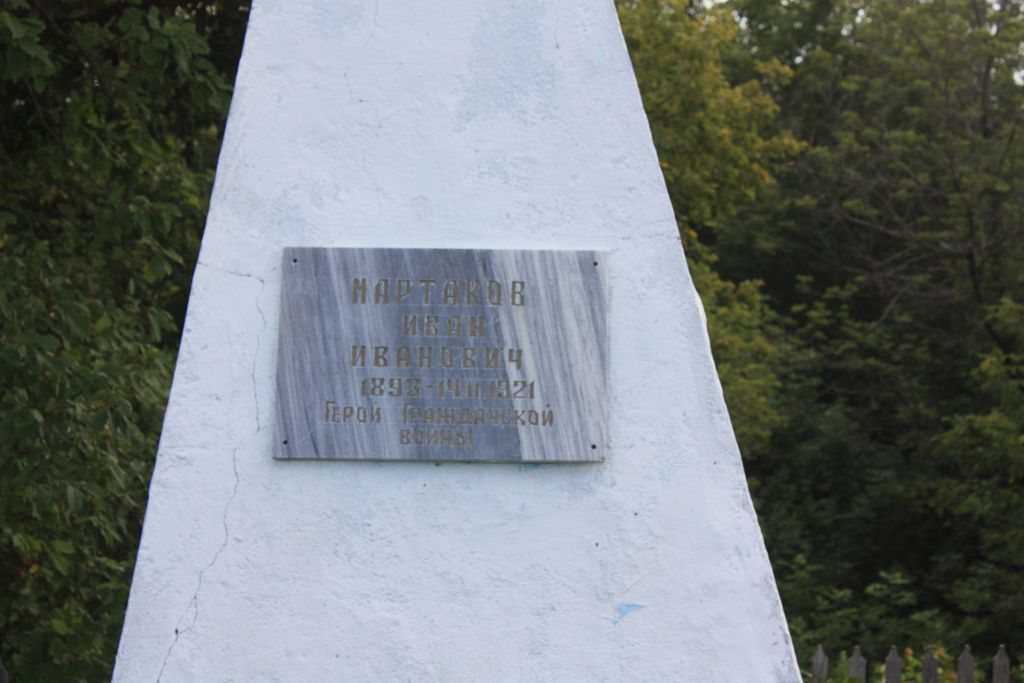 МАРТАКОВ
ИВАН
ИВАНОВИЧ
1893-14.II.1921
ГЕРОЙ ГРАЖДАНСКОЙ
ВОЙНЫ